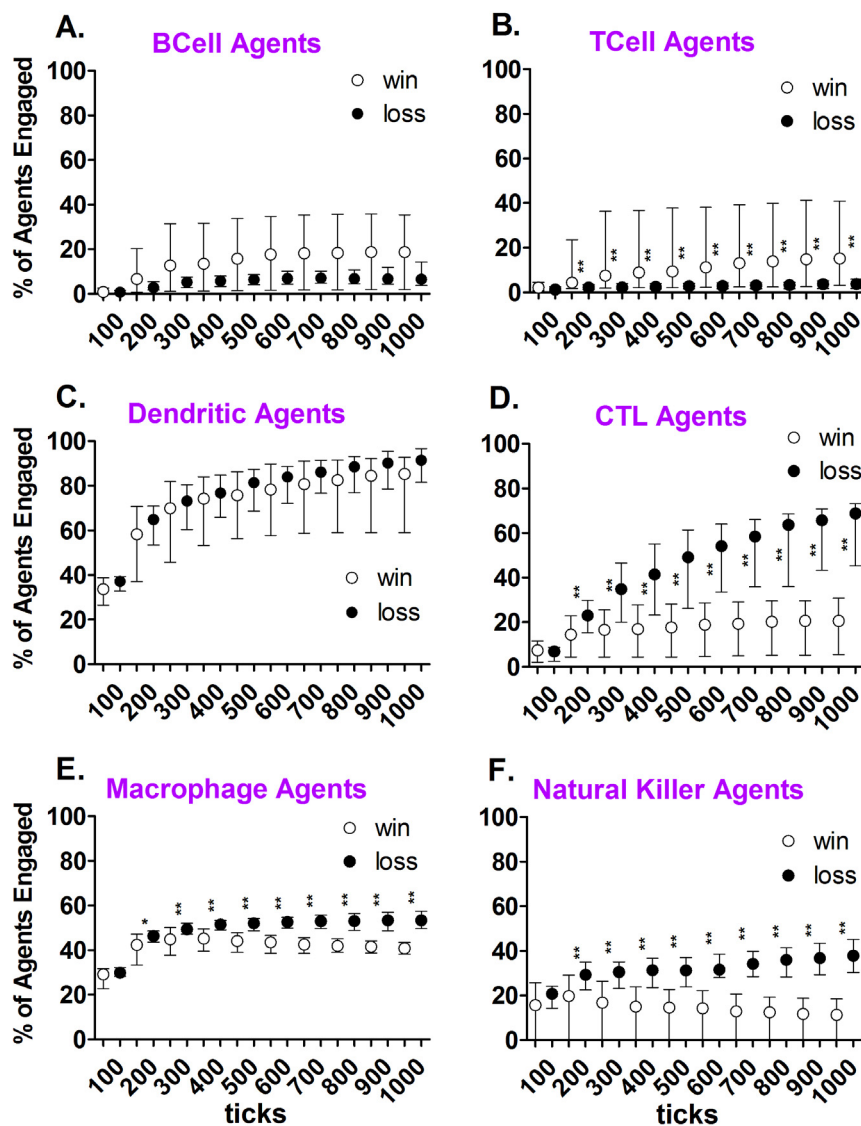 A.
BCell Agents
% of Agents Engaged
100
80
60
40
20
0
win
loss
100 200 300 400 500 600 700 800 900 1000
B.
TCell Agents
100
80
60
40
20
0
win
loss
** ** ** ** ** ** ** ** **
100 200 300 400 500 600 700 800 900 1000
C.
Dendritic Agents
% of Agents Engaged
100
80
60
40
20
0
win
loss
100 200 300 400 500 600 700 800 900 1000
D.
CTL Agents
100
80
60
40
20
0
win
loss
** ** ** ** ** ** ** ** **
100 200 300 400 500 600 700 800 900 1000
E.
Macrophage Agents
% of Agents Engaged
100
80
60
40
20
0
win
loss
* ** ** ** ** ** ** ** **
100 200 300 400 500 600 700 800 900 1000
ticks
F.
Natural Killer Agents
100
80
60
40
20
0
win
loss
** ** ** ** ** ** ** ** **
100 200 300 400 500 600 700 800 900 1000
ticks